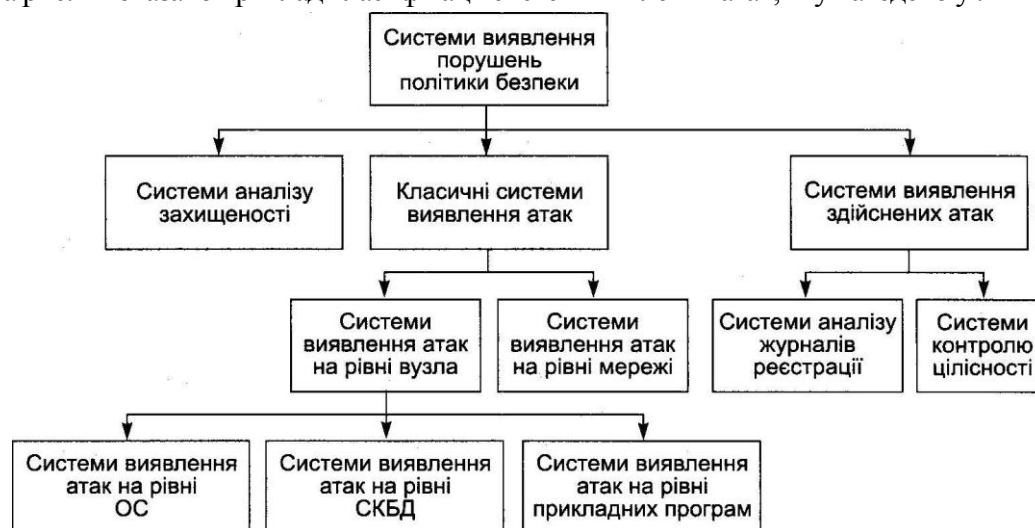 Системи виявлення
порушень
політики безпеки
Системи аналізу
захищеності
Класичні системи
виявлення атак
Системи виявлення
здійснених атак
Системи
виявлення атак
на рівні вузла
Системи
виявлення атак
на рівні мережі
Системи аналізу
журналів
реєстрації
Системи
контролю
цілісності
Системи виявлення
атак на рівні
ОС
Системи виявлення
атак на рівні
СКБД
Системи виявлення
атак на рівні
прикладних програм